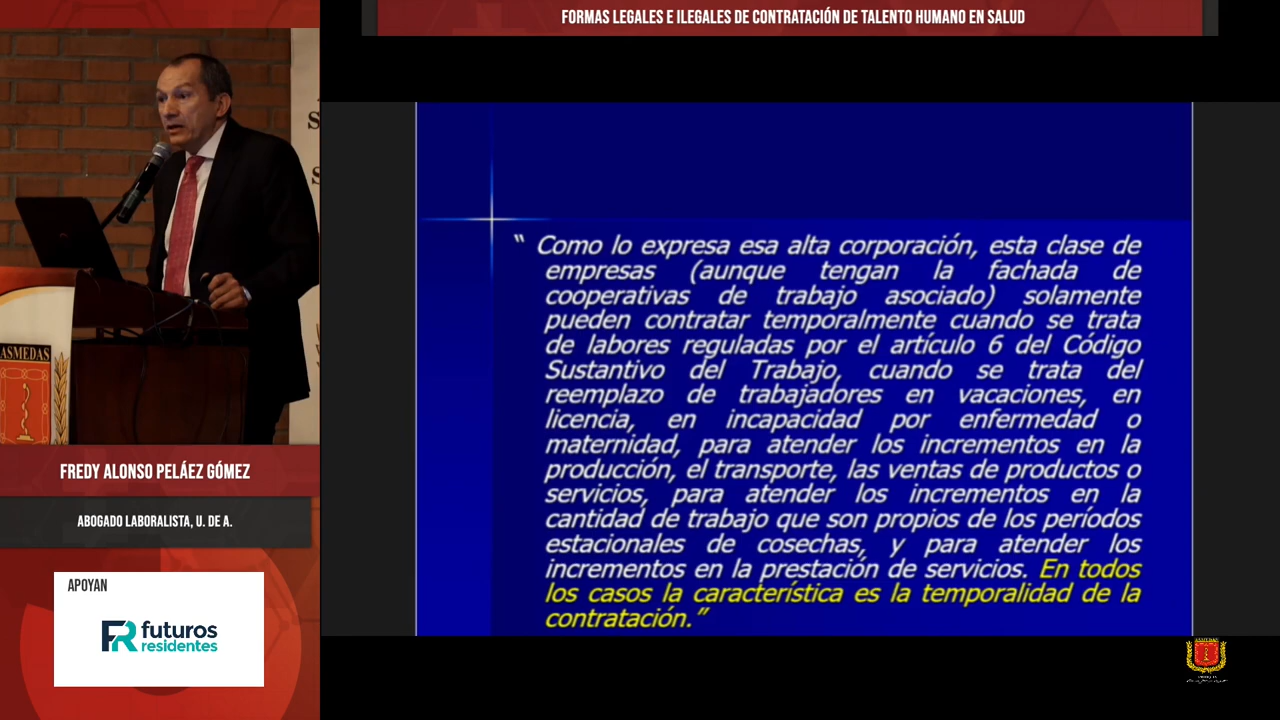 FORMAS LEGALES E ILEGALES DE CONTRATACIÓN DE TALENTO HUMANO EN SALUD
“ Como lo expresa esa alta corporación, esta clase de
empresas (aunque tengan la fachada de
cooperativas de trabajo asociado) solamente
pueden contratar temporalmente cuando se trata
de labores reguladas por el artículo 6 del Código
Sustantivo del Trabajo, cuando se trata del
reemplazo de trabajadores en vacaciones, en
licencia, en incapacidad por enfermedad o
maternidad, para atender los incrementos en la
producción, el transporte, las ventas de productos o
servicios, para atender los incrementos en la
cantidad de trabajo que son propios de los períodos
estacionales de cosechas, y para atender los
incrementos en la prestación de servicios. En todos
los casos la característica es la temporalidad de la
contratación.”
ASMEDAS
FREDY ALONSO PELÁEZ GÓMEZ
ABOGADO LABORALISTA, U. DE A.
APOYAN
FR futuros
residentes
ASMEDAS